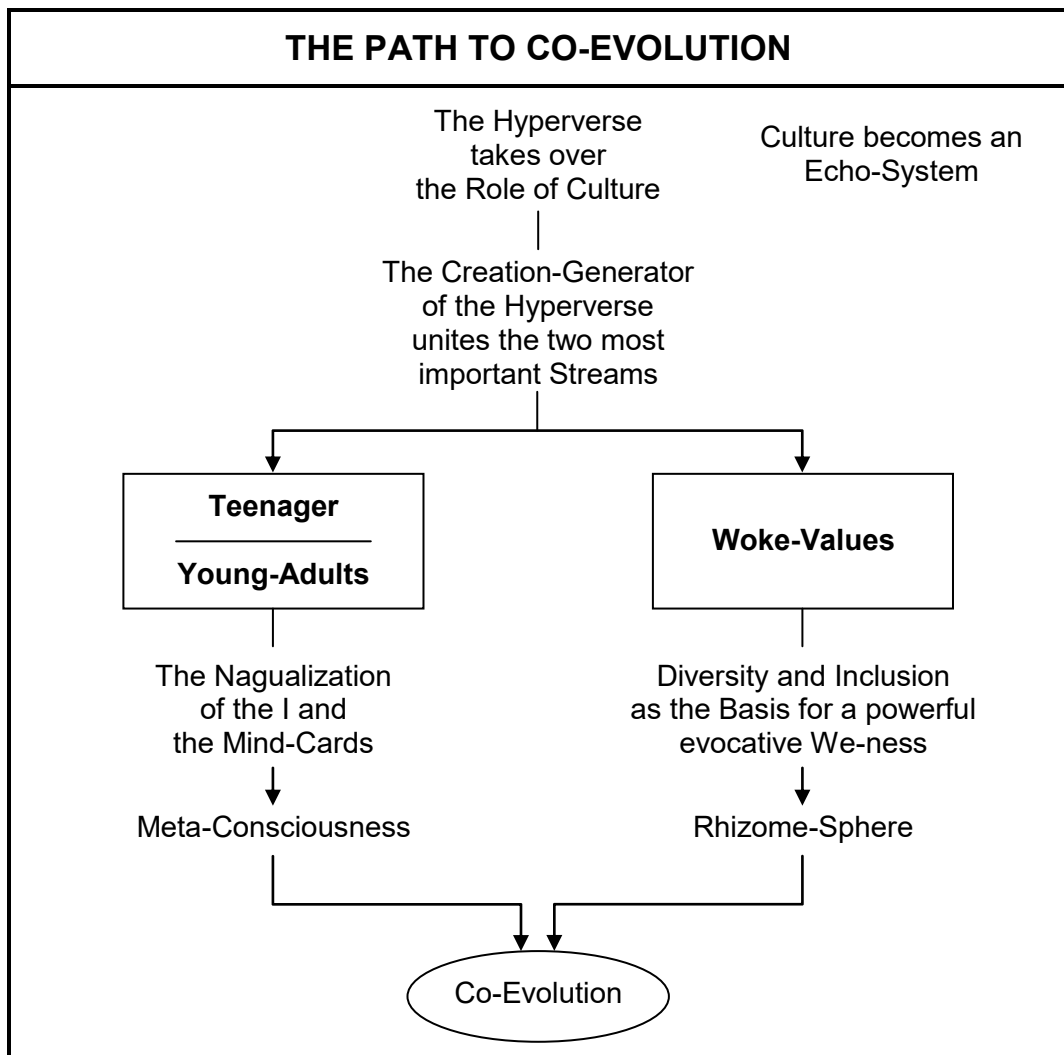 THE PATH TO CO-EVOLUTION
The Hyperverse
takes over
the Role of Culture
Culture becomes an
Echo-System
The Creation-Generator
of the Hyperverse
unites the two most
important Streams
Teenager
Young-Adults
Woke-Values
The Nagualization
of the I and
the Mind-Cards
Diversity and Inclusion
as the Basis for a powerful
evocative We-ness
Meta-Consciousness
Rhizome-Sphere
Co-Evolution